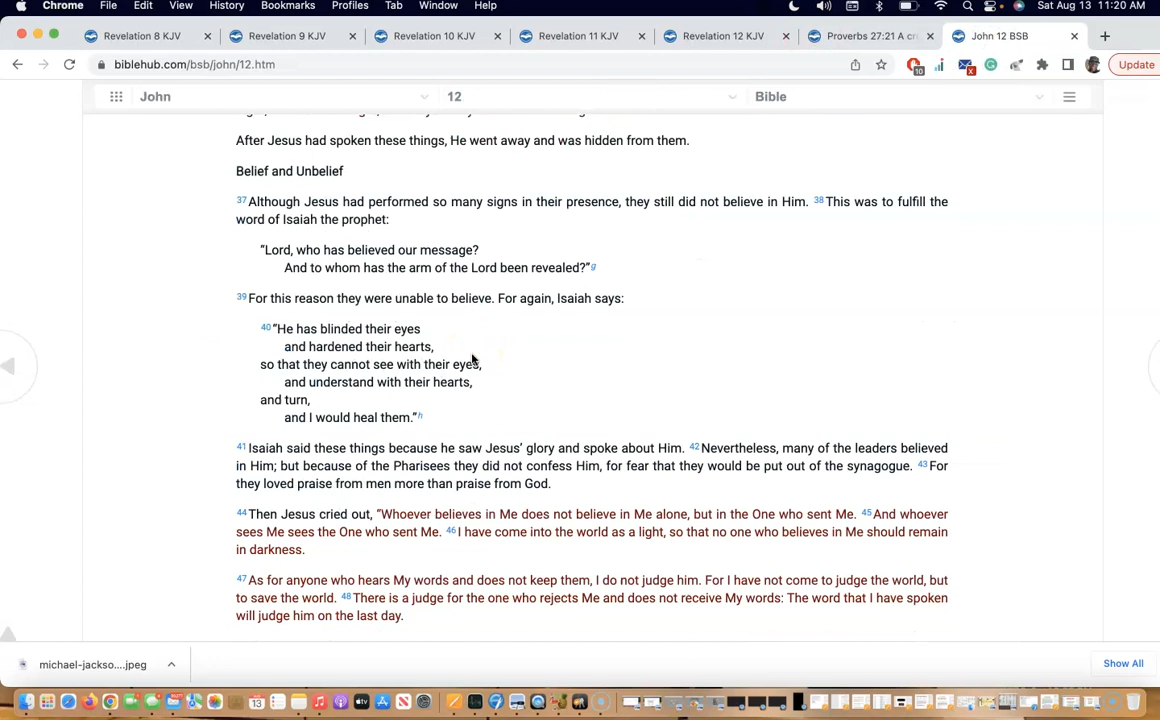 Chrome File Edit View History Bookmarks Profiles Tab Window Help Sat Aug 13 11:20 AM
Revelation 8 KJV Revelation 9 KJV Revelation 10 KJV Revelation 11 KJV Revelation 12 KJV Proverbs 27:21 A cr John 12 BSB
biblehub.com/bsb/john/12.htm 10 x Update
John 12 Bible
After Jesus had spoken these things, He went away and was hidden from them.
Belief and Unbelief
37 Although Jesus had performed so many signs in their presence, they still did not believe in Him. 38 This was to fulfill the
word of Isaiah the prophet:
“Lord, who has believed our message?
And to whom has the arm of the Lord been revealed?” g
39 For this reason they were unable to believe. For again, Isaiah says:
40 “He has blinded their eyes
and hardened their hearts,
so that they cannot see with their eyes,
and understand with their hearts,
and turn,
and I would heal them.” h
41 Isaiah said these things because he saw Jesus’ glory and spoke about Him. 42 Nevertheless, many of the leaders believed
in Him; but because of the Pharisees they did not confess Him, for fear that they would be put out of the synagogue. 43 For
they loved praise from men more than praise from God.
44 Then Jesus cried out, “Whoever believes in Me does not believe in Me alone, but in the One who sent Me. 45 And whoever
sees Me sees the One who sent Me. 46 I have come into the world as a light, so that no one who believes in Me should remain
in darkness.
47 As for anyone who hears My words and does not keep them, I do not judge him. For I have not come to judge the world, but
to save the world. 48 There is a judge for the one who rejects Me and does not receive My words: The word that I have spoken
will judge him on the last day.
michael-jackso....jpeg Show All